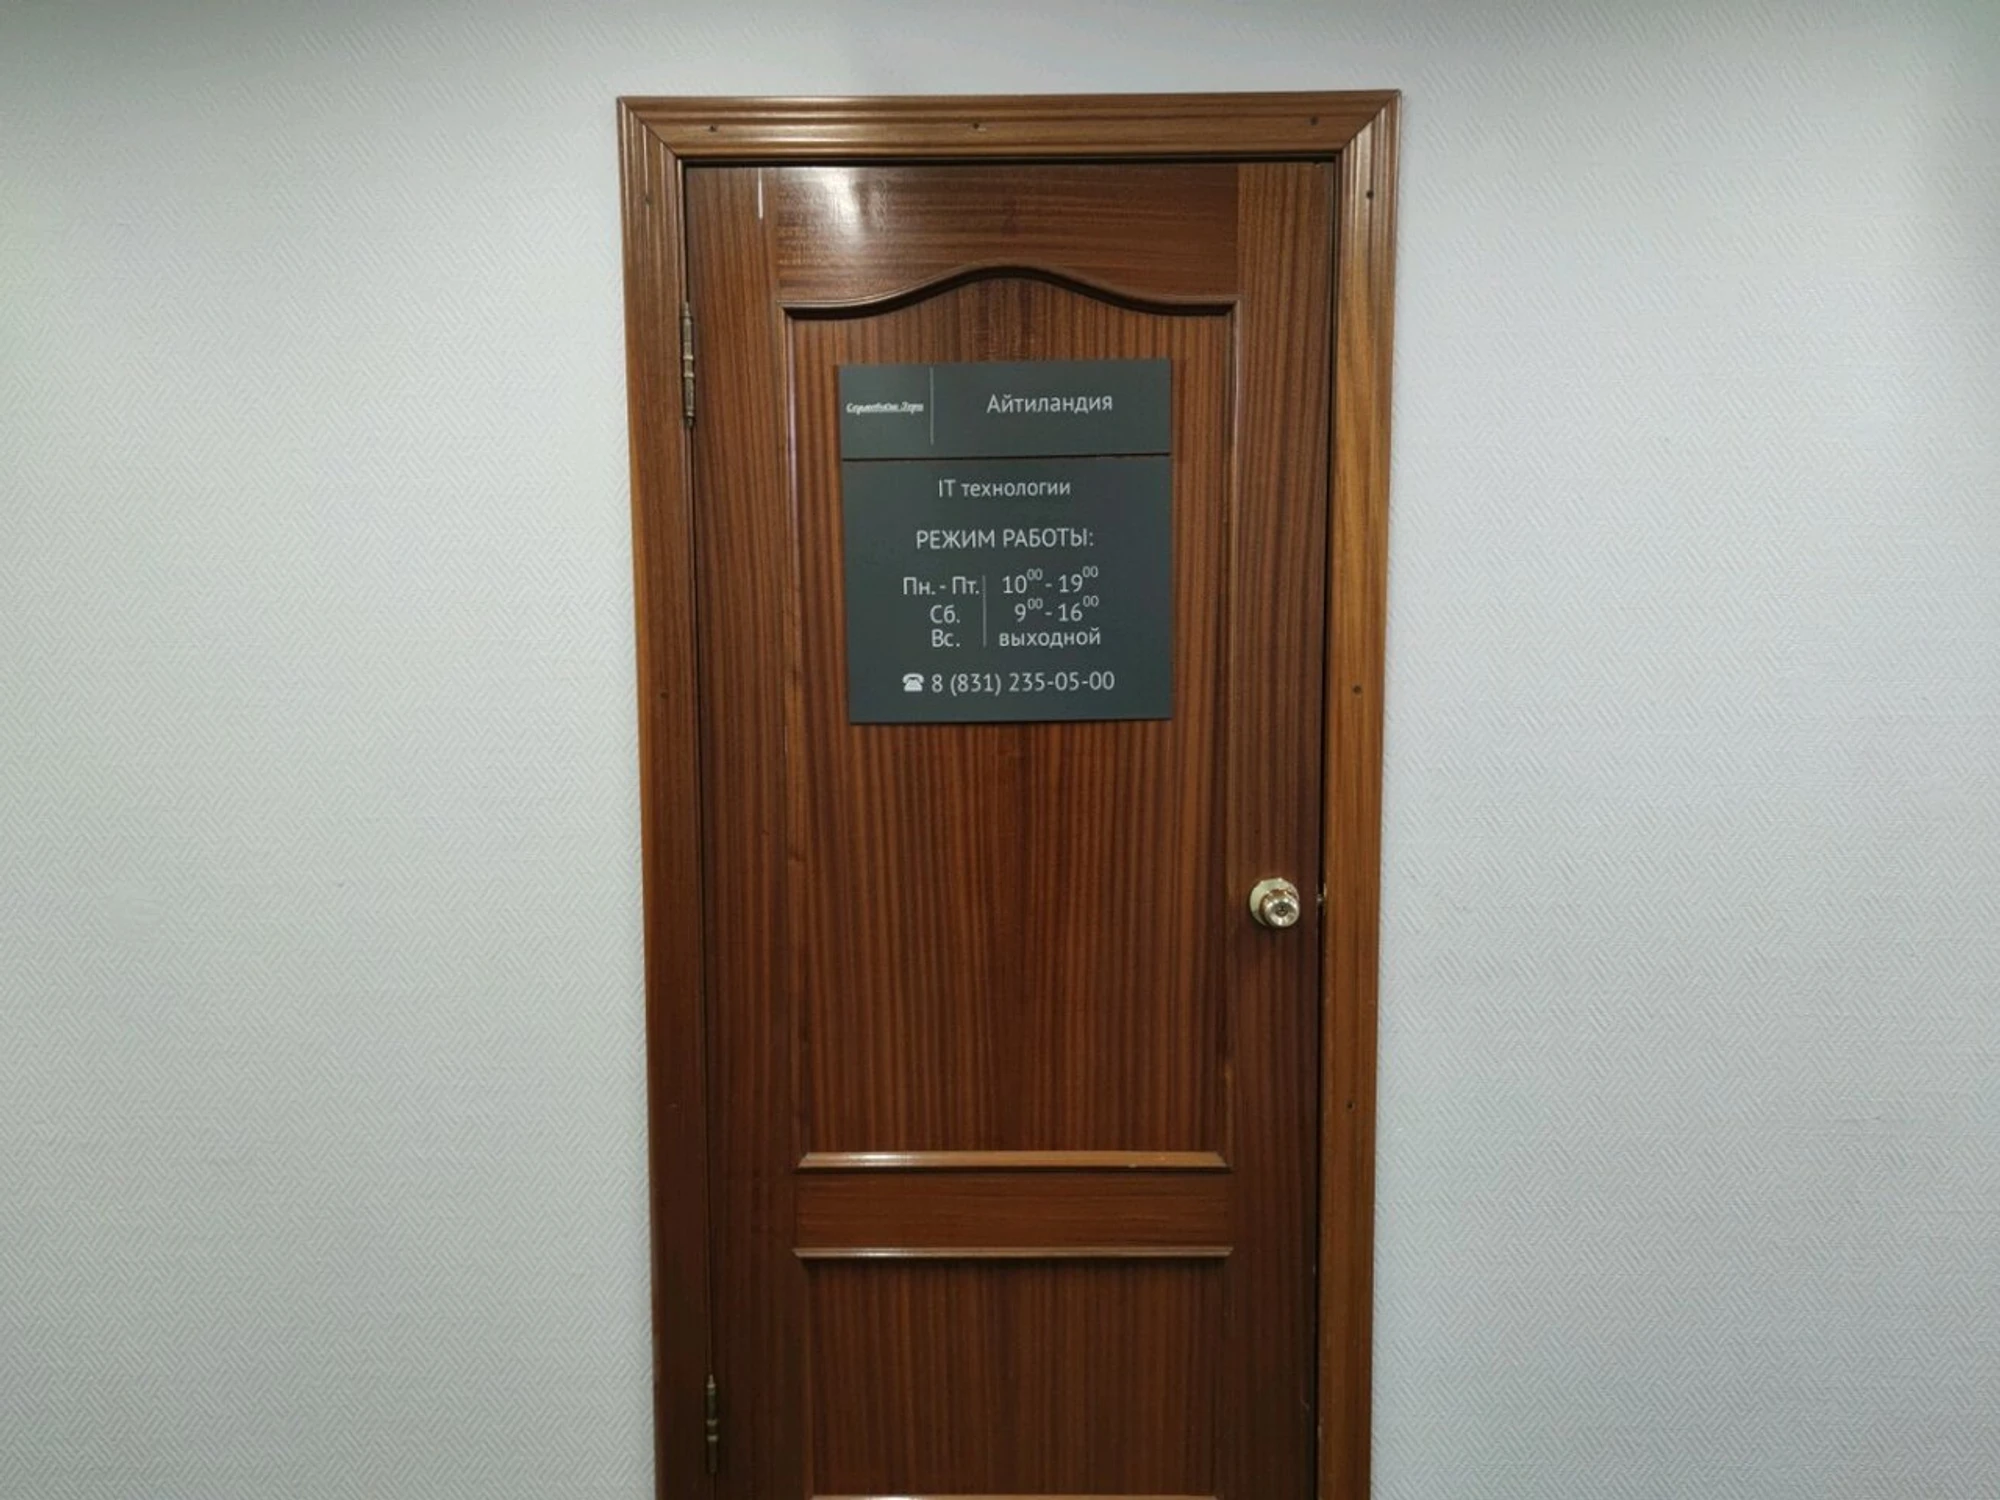 Айтиландия
IT технологии
РЕЖИМ РАБОТЫ:
Пн. - Пт. 10⁰⁰ - 19⁰⁰
Сб. 9⁰⁰ - 16⁰⁰
Вс. выходной
☎ 8 (831) 235-05-00